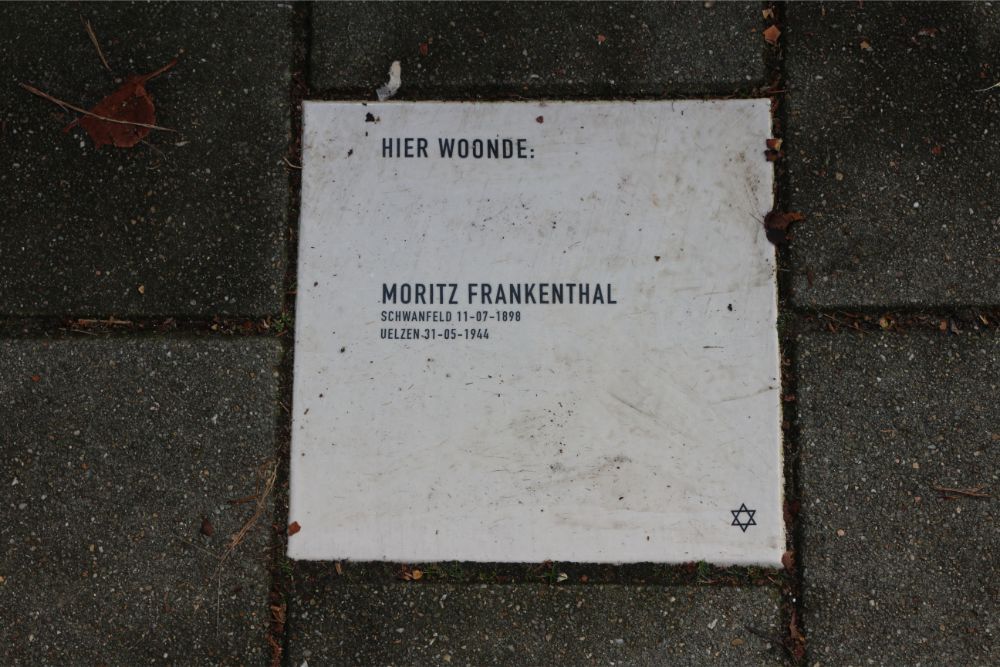 HIER WOONDE:
MORITZ FRANKENTHAL
SCHWANFELD 11-07-1898
UELZEN 31-05-1944